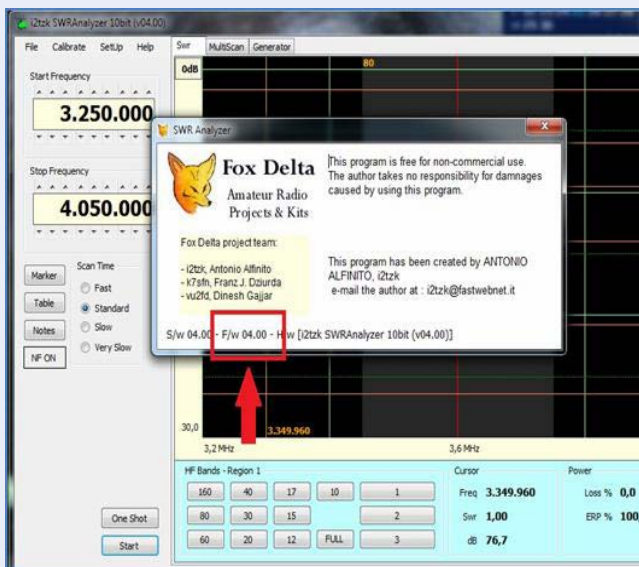 i2tzk SWRAnalyzer 10bit (v04.00)
File Calibrate SetUp Help
Swr MultiScan Generator
Start Frequency
3.250.000
Stop Frequency
4.050.000
Marker
Table
Notes
NF ON
Scan Time
Fast
Standard
Slow
Very Slow
One Shot
Start
0dB
80
SWR Analyzer
Fox Delta
Amateur Radio
Projects & Kits
This program is free for non-commercial use.
The author takes no responsibility for damnages
caused by using this program.
Fox Delta project team:
- i2tzk, Antonio Alfinito
- k7sfn, Franz J. Dziurda
- vu2fd, Dinesh Gajjar
This program has been created by ANTONIO
ALFINITO, i2tzk
e-mail the author at : i2tzk@fastwebnet.it
S/w 04.00 - F/w 04.00 - H/w [i2tzk SWRAnalyzer 10bit (v04.00)]
30,0
3.349.960
3,2 MHz 3,6 MHz
HF Bands - Region 1
160 40 17 10 1
80 30 15 2
60 20 12 FULL 3
Cursor
Freq 3.349.960
Swr 1,00
dB 76,7
Power
Loss % 0,0
ERP % 100,